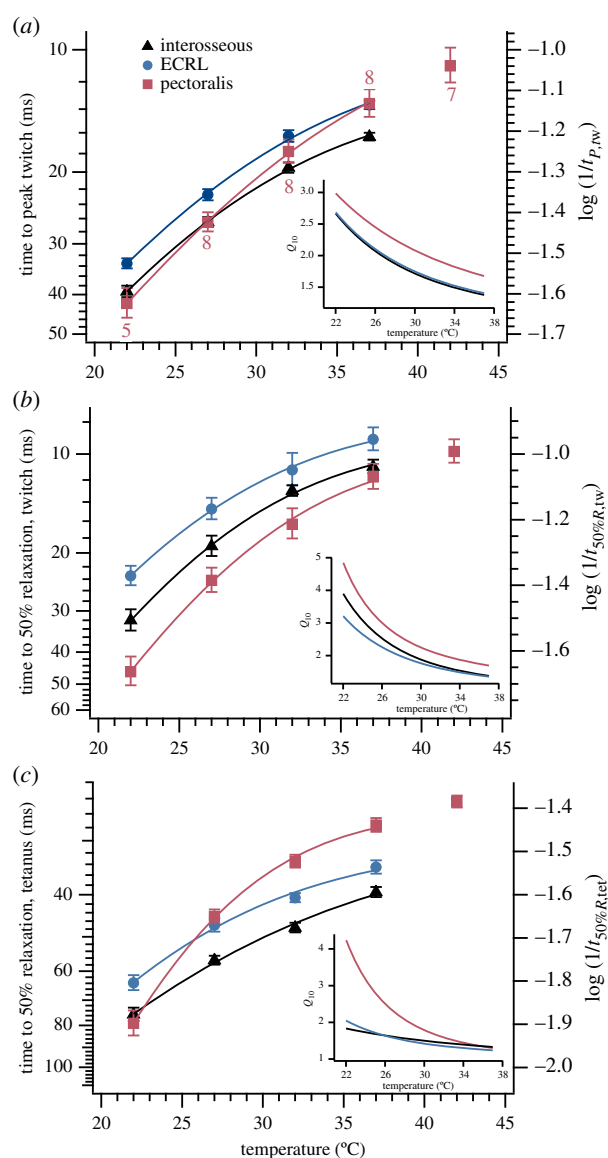 (a)
interosseous
ECRL
pectoralis
10
20
30
40
50
time to peak twitch (ms)
8
7
8
8
5
−1.0
−1.1
−1.2
−1.3
−1.4
−1.5
−1.6
−1.7
log (1/tP,tw)
3.0
2.5
2.0
1.5
Q10
22 26 30 34 38
temperature (ºC)
20 25 30 35 40 45
(b)
10
20
30
40
50
60
time to 50% relaxation, twitch (ms)
−1.0
−1.2
−1.4
−1.6
log (1/t50%R,tw)
5
4
3
2
Q10
22 26 30 34 38
temperature (ºC)
20 25 30 35 40 45
(c)
40
60
80
100
time to 50% relaxation, tetanus (ms)
−1.4
−1.5
−1.6
−1.7
−1.8
−1.9
−2.0
log (1/t50%R,tet)
4
3
2
1
Q10
22 26 30 34 38
temperature (ºC)
20 25 30 35 40 45
temperature (ºC)